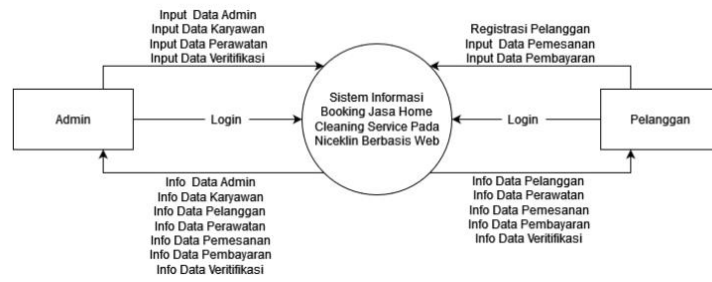 Input Data Admin
Input Data Karyawan
Input Data Perawatan
Input Data Veritifikasi
Registrasi Pelanggan
Input Data Pemesanan
Input Data Pembayaran
Admin
Login
Sistem Informasi
Booking Jasa Home
Cleaning Service Pada
Niceklin Berbasis Web
Login
Pelanggan
Info Data Admin
Info Data Karyawan
Info Data Pelanggan
Info Data Perawatan
Info Data Pemesanan
Info Data Pembayaran
Info Data Veritifikasi
Info Data Pelanggan
Info Data Perawatan
Info Data Pemesanan
Info Data Pembayaran
Info Data Veritifikasi